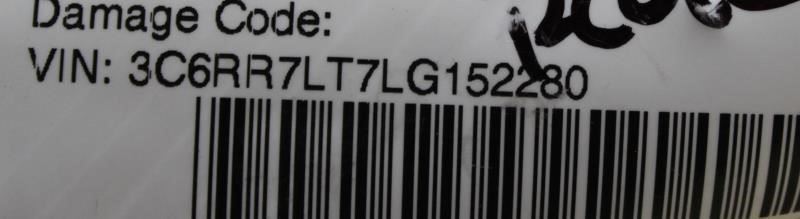 Damage Code:
VIN: 3C6RR7LT7LG152280